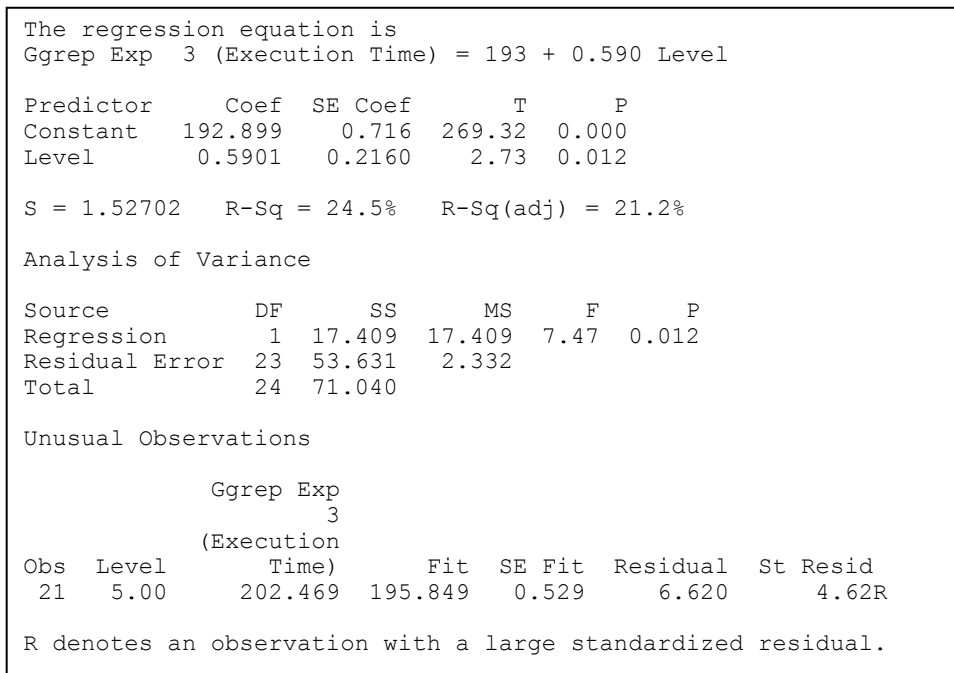 The regression equation is
Ggrep Exp 3 (Execution Time) = 193 + 0.590 Level
Predictor Coef SE Coef T P
Constant 192.899 0.716 269.32 0.000
Level 0.5901 0.2160 2.73 0.012
S = 1.52702 R-Sq = 24.5% R-Sq(adj) = 21.2%
Analysis of Variance
Source DF SS MS F P
Regression 1 17.409 17.409 7.47 0.012
Residual Error 23 53.631 2.332
Total 24 71.040
Unusual Observations
Ggrep Exp
3
(Execution
Obs Level Time) Fit SE Fit Residual St Resid
21 5.00 202.469 195.849 0.529 6.620 4.62R
R denotes an observation with a large standardized residual.